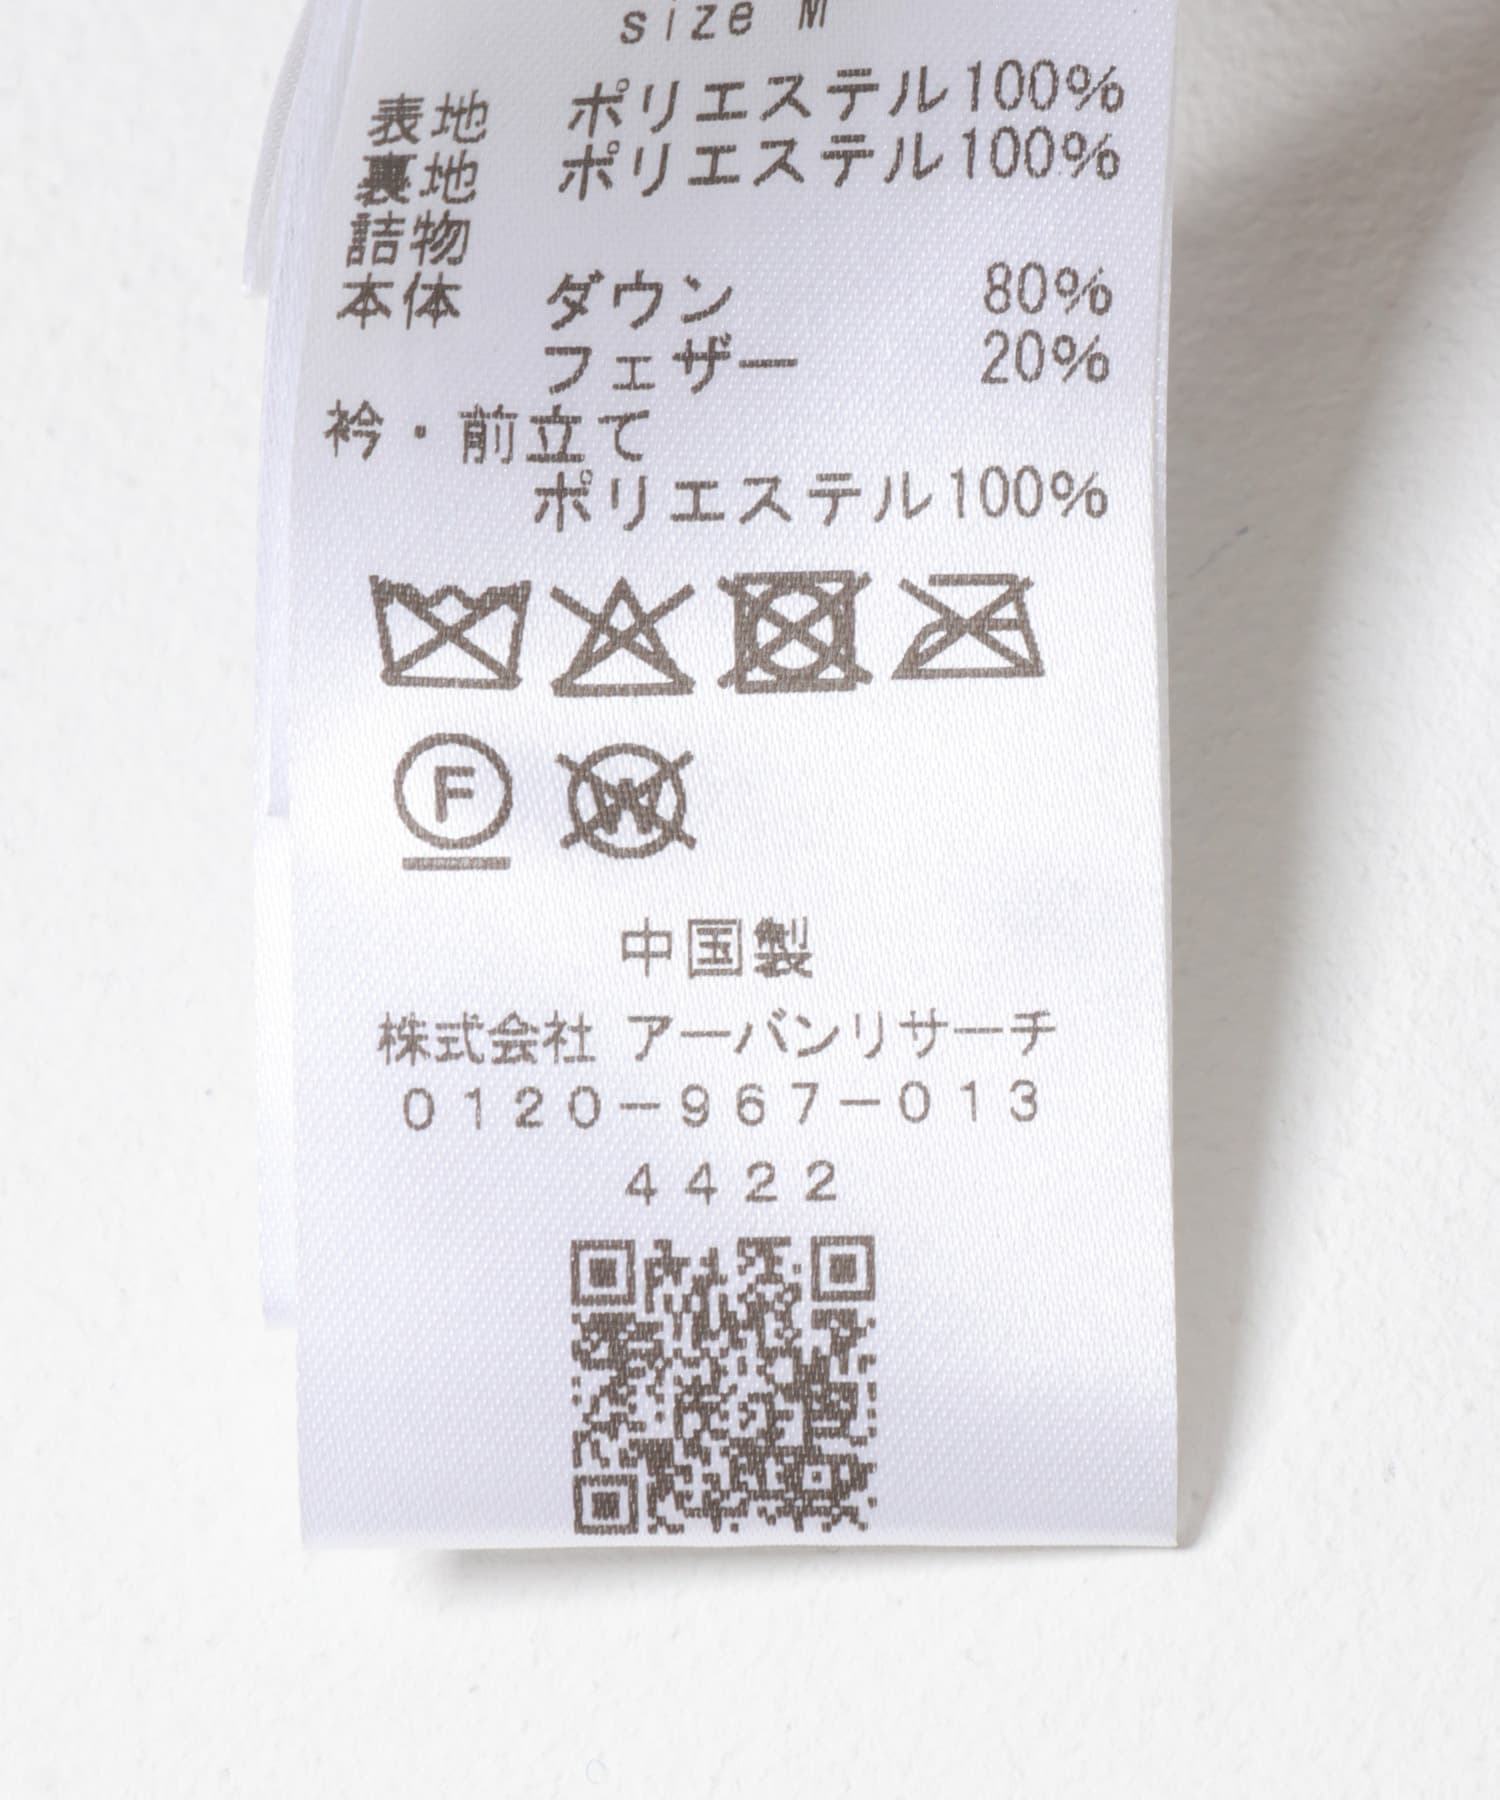 size M
表地 ポリエステル100%
裏地 ポリエステル100%
詰物
本体 ダウン 80%
フェザー 20%
衿・前立て
ポリエステル100%
F W
中国製
株式会社 アーバンリサーチ
0120-967-013
4422